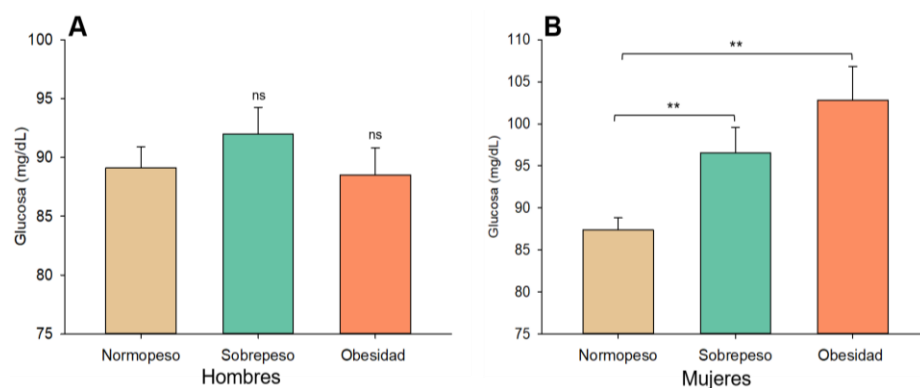 A
Glucosa (mg/dL)
100
95
90
85
80
75
ns
ns
Normopeso Sobrepeso Obesidad
Hombres
B
Glucosa (mg/dL)
110
105
100
95
90
85
80
75
**
**
Normopeso Sobrepeso Obesidad
Mujeres